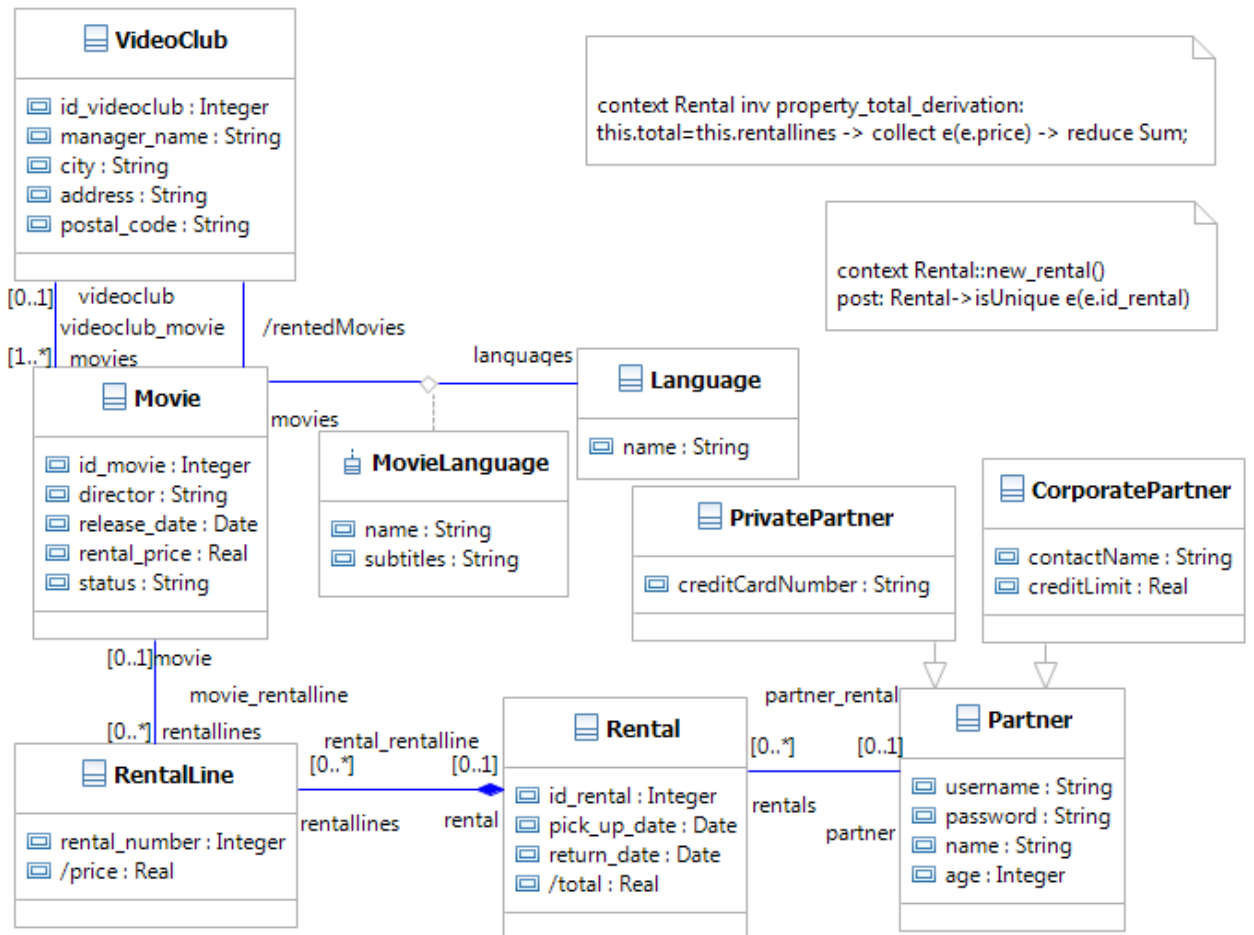 VideoClub
id_videoclub : Integer
manager_name : String
city : String
address : String
postal_code : String
context Rental inv property_total_derivation:
this.total=this.rentallines -> collect e(e.price) -> reduce Sum;
context Rental::new_rental()
post: Rental->isUnique e(e.id_rental)
[0..1] videoclub
videoclub_movie /rentedMovies
[1..*] movies
languages
Movie
id_movie : Integer
director : String
release_date : Date
rental_price : Real
status : String
movies
Language
name : String
MovieLanguage
name : String
subtitles : String
PrivatePartner
creditCardNumber : String
CorporatePartner
contactName : String
creditLimit : Real
[0..1] movie
movie_rentalline
[0..*] rentallines
RentalLine
rental_number : Integer
/price : Real
rental_rentalline
[0..*] [0..1]
rentallines rental
Rental
id_rental : Integer
pick_up_date : Date
return_date : Date
/total : Real
partner_rental
[0..*] [0..1]
rentals
partner
Partner
username : String
password : String
name : String
age : Integer